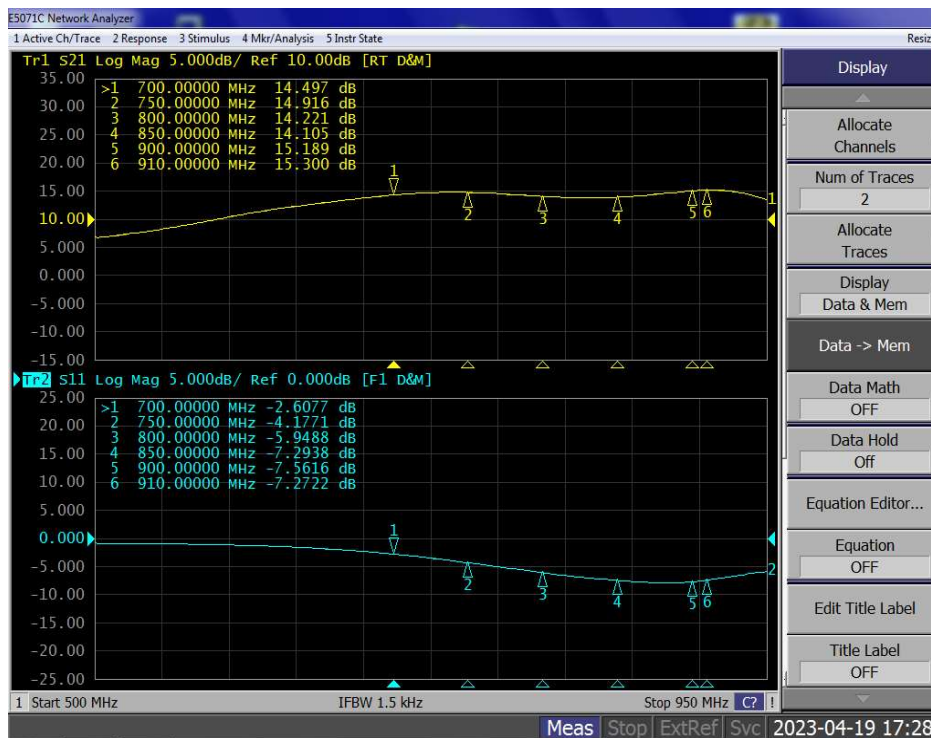 E5071C Network Analyzer
1 Active Ch/Trace 2 Response 3 Stimulus 4 Mkr/Analysis 5 Instr State Resiz
Tr1 S21 Log Mag 5.000dB/ Ref 10.00dB [RT D&M]
35.00
>1 700.00000 MHz 14.497 dB
2 750.00000 MHz 14.916 dB
30.00
3 800.00000 MHz 14.221 dB
4 850.00000 MHz 14.105 dB
25.00
5 900.00000 MHz 15.189 dB
6 910.00000 MHz 15.300 dB
20.00
1
15.00
1
2
3
4
5
6
10.00
5.000
0.000
-5.000
-10.00
-15.00
Tr2 S11 Log Mag 5.000dB/ Ref 0.000dB [F1 D&M]
25.00
>1 700.00000 MHz -2.6077 dB
2 750.00000 MHz -4.1771 dB
20.00
3 800.00000 MHz -5.9488 dB
4 850.00000 MHz -7.2938 dB
15.00
5 900.00000 MHz -7.5616 dB
6 910.00000 MHz -7.2722 dB
10.00
5.000
0.000
1
-5.000
2
2
3
4
5
6
-10.00
-15.00
-20.00
-25.00
1 Start 500 MHz IFBW 1.5 kHz Stop 950 MHz C? !
Display
Allocate
Channels
Num of Traces
2
Allocate
Traces
Display
Data & Mem
Data -> Mem
Data Math
OFF
Data Hold
Off
Equation Editor...
Equation
OFF
Edit Title Label
Title Label
OFF
Meas Stop ExtRef Svc 2023-04-19 17:28